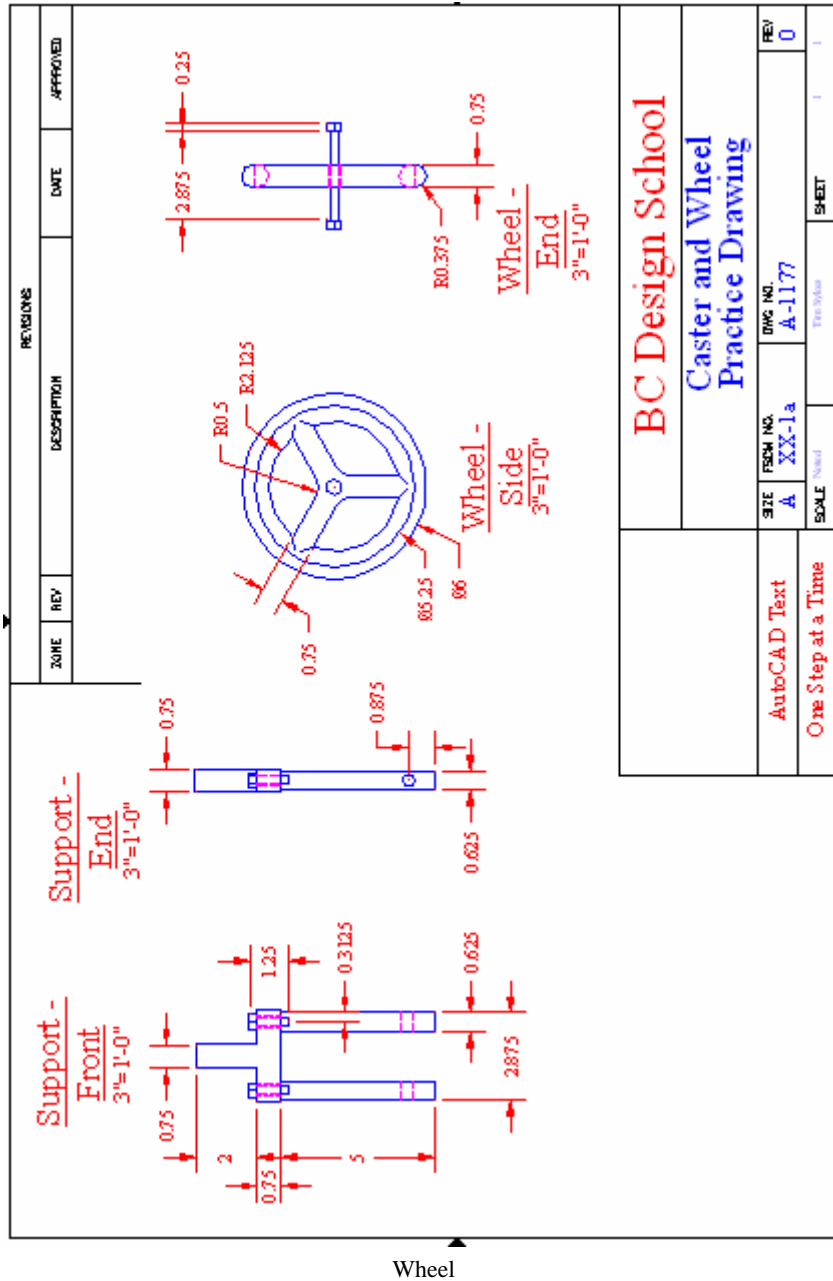 REVISIONS
ZONE
REV
DESCRIPTION
DATE
APPROVED
Support -
Front
3"=1'-0"
0.75
2
0.75
5
1.25
0.3125
0.625
2.875
Support -
End
3"=1'-0"
0.75
0.875
0.625
Wheel -
Side
3"=1'-0"
R0.5
R2.125
0.75
Ø5.25
Ø6
Wheel -
End
3"=1'-0"
2.875
0.25
R0.375
0.75
BC Design School
Caster and Wheel
Practice Drawing
AutoCAD Text
One Step at a Time
SIZE
A
FSCM NO.
XX-1a
DWG NO.
A-1177
REV
0
SCALE
Noted
SHEET
1
1
Wheel